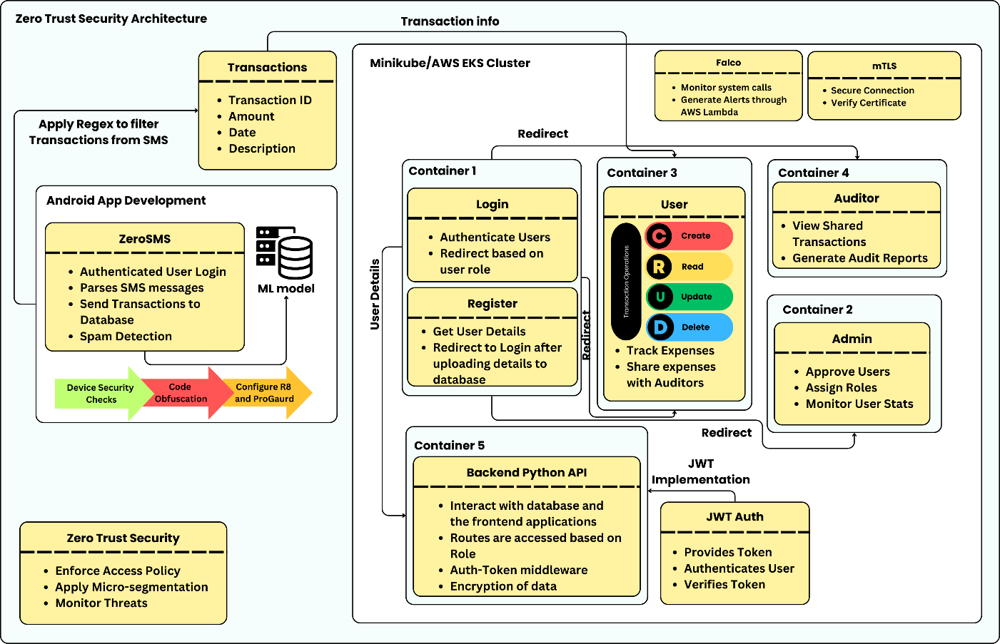 Zero Trust Security Architecture
Transaction info
Transactions
• Transaction ID
• Amount
• Date
• Description
Apply Regex to filter
Transactions from SMS
Android App Development
ZeroSMS
• Authenticated User Login
• Parses SMS messages
• Send Transactions to
Database
• Spam Detection
ML model
Device Security
Checks
Code
Obfuscation
Configure R8
and ProGaurd
Zero Trust Security
• Enforce Access Policy
• Apply Micro-segmentation
• Monitor Threats
Minikube/AWS EKS Cluster
Falco
• Monitor system calls
• Generate Alerts through
AWS Lambda
mTLS
• Secure Connection
• Verify Certificate
Redirect
Container 1
Login
• Authenticate Users
• Redirect based on
user role
Register
• Get User Details
• Redirect to Login after
uploading details to
database
User Details
Redirect
Container 3
User
Transaction Operations
C Create
R Read
U Update
D Delete
• Track Expenses
• Share expenses
with Auditors
Container 4
Auditor
• View Shared
Transactions
• Generate Audit Reports
Container 2
Admin
• Approve Users
• Assign Roles
• Monitor User Stats
Redirect
Container 5
Backend Python API
• Interact with database and
the frontend applications
• Routes are accessed based on
Role
• Auth-Token middleware
• Encryption of data
JWT
Implementation
JWT Auth
• Provides Token
• Authenticates User
• Verifies Token